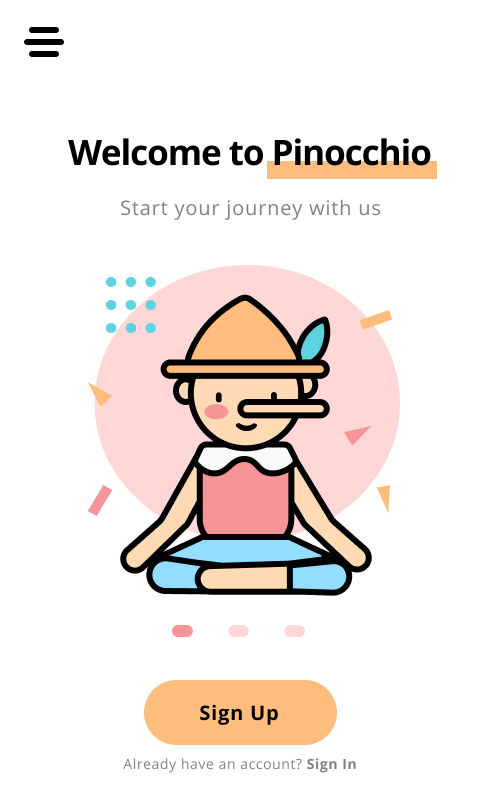 Welcome to Pinocchio
Start your journey with us
Sign Up
Already have an account? Sign In